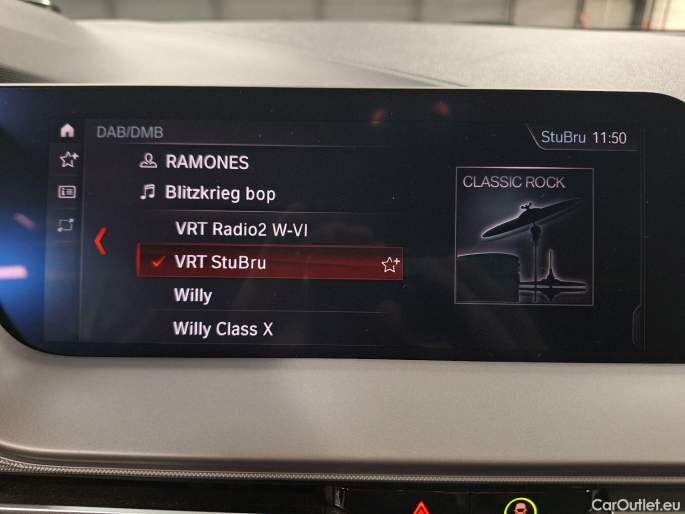 DAB/DMB
StuBru 11:50
RAMONES
Blitzkrieg bop
CLASSIC ROCK
VRT Radio2 W-Vl
VRT StuBru
Willy
Willy Class X
CarOutlet.eu